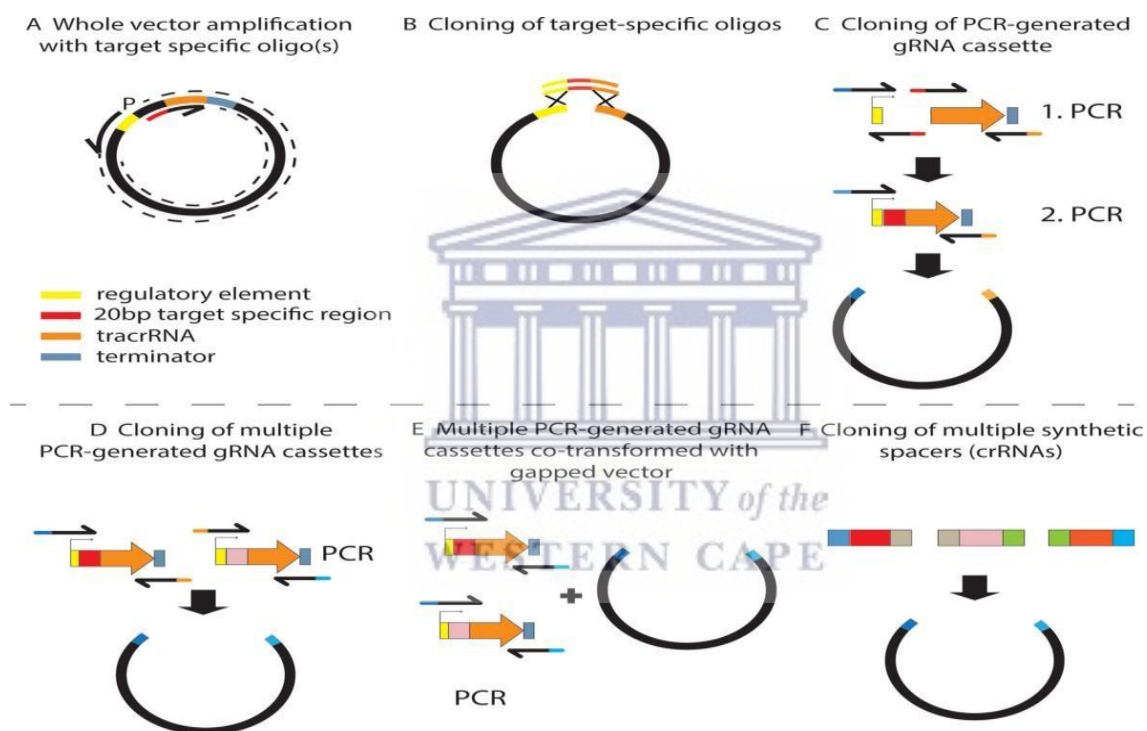 A Whole vector amplification
with target specific oligo(s)
B Cloning of target-specific oligos
C Cloning of PCR-generated
gRNA cassette
P
1. PCR
2. PCR
regulatory element
20bp target specific region
tracrRNA
terminator
D Cloning of multiple
PCR-generated gRNA cassettes
E Multiple PCR-generated gRNA
cassettes co-transformed with
gapped vector
F Cloning of multiple synthetic
spacers (crRNAs)
UNIVERSITY of the
WESTERN CAPE
PCR
+
PCR